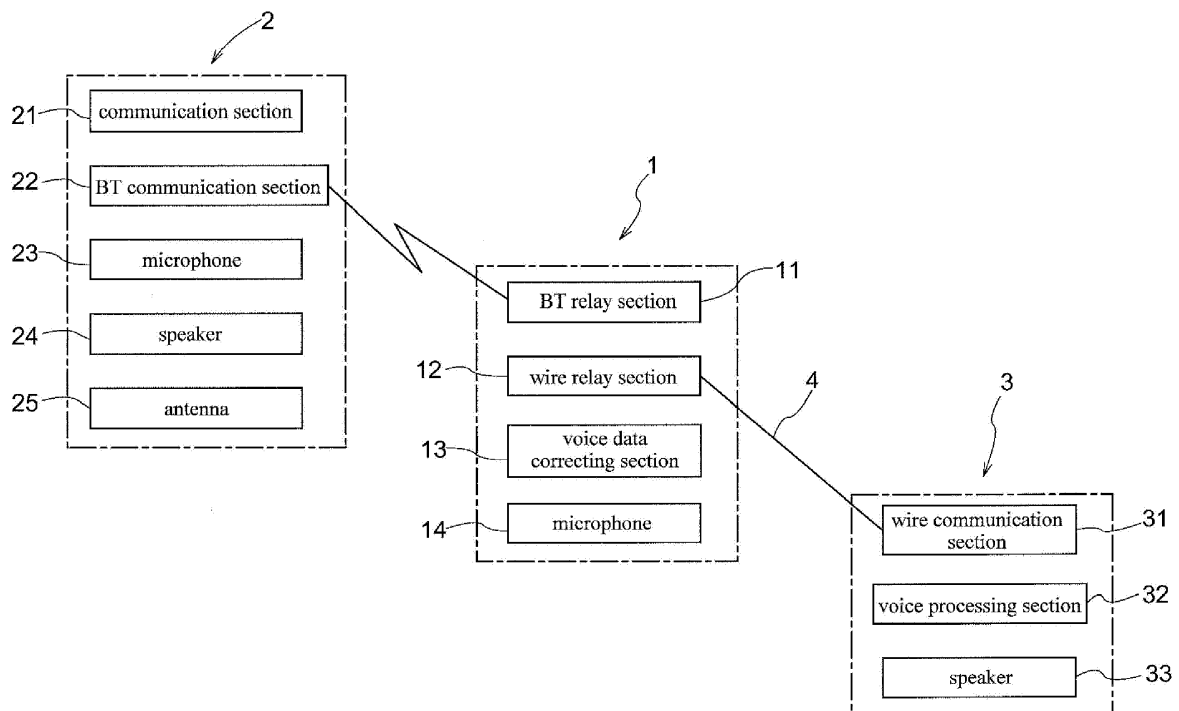 2
21
communication section
22
BT communication section
23
microphone
24
speaker
25
antenna
1
BT relay section
11
12
wire relay section
13
voice data
correcting section
14
microphone
4
3
wire communication
section
31
voice processing section
32
speaker
33